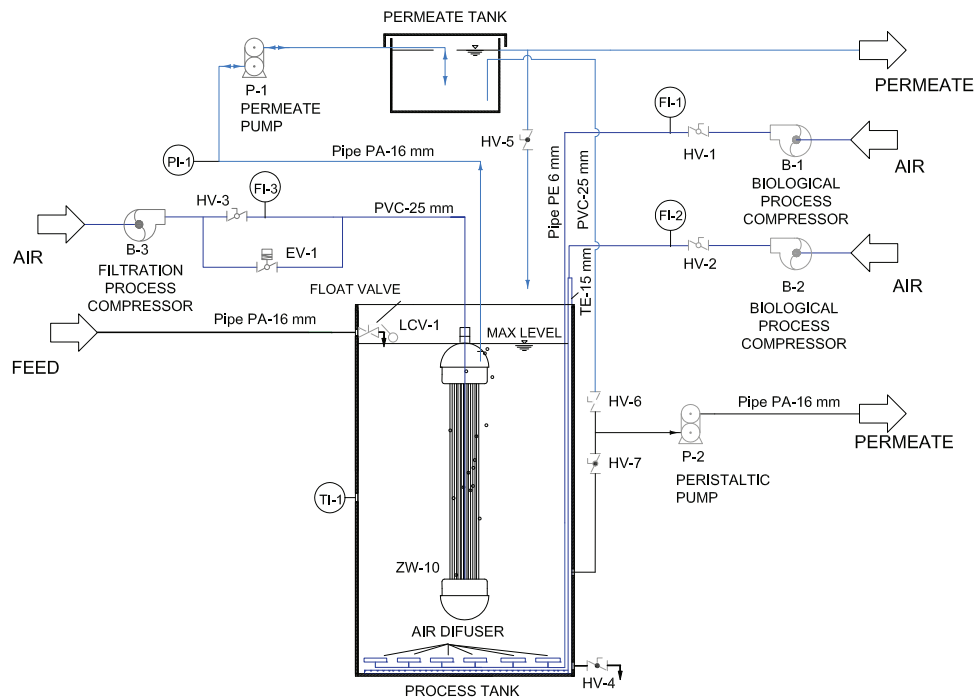 PERMEATE TANK
P-1
PERMEATE
PUMP
PERMEATE
FI-1
HV-5
HV-1
B-1
AIR
BIOLOGICAL
PROCESS
COMPRESSOR
PI-1
Pipe PA-16 mm
Pipe PE 6 mm
PVC-25 mm
HV-3
FI-3
PVC-25 mm
FI-2
B-3
AIR
FILTRATION
PROCESS
COMPRESSOR
EV-1
HV-2
B-2
AIR
BIOLOGICAL
PROCESS
COMPRESSOR
TE-15 mm
FLOAT VALVE
Pipe PA-16 mm
LCV-1
MAX LEVEL
FEED
HV-6
Pipe PA-16 mm
PERMEATE
HV-7
P-2
PERISTALTIC
PUMP
TI-1
ZW-10
AIR DIFUSER
HV-4
PROCESS TANK